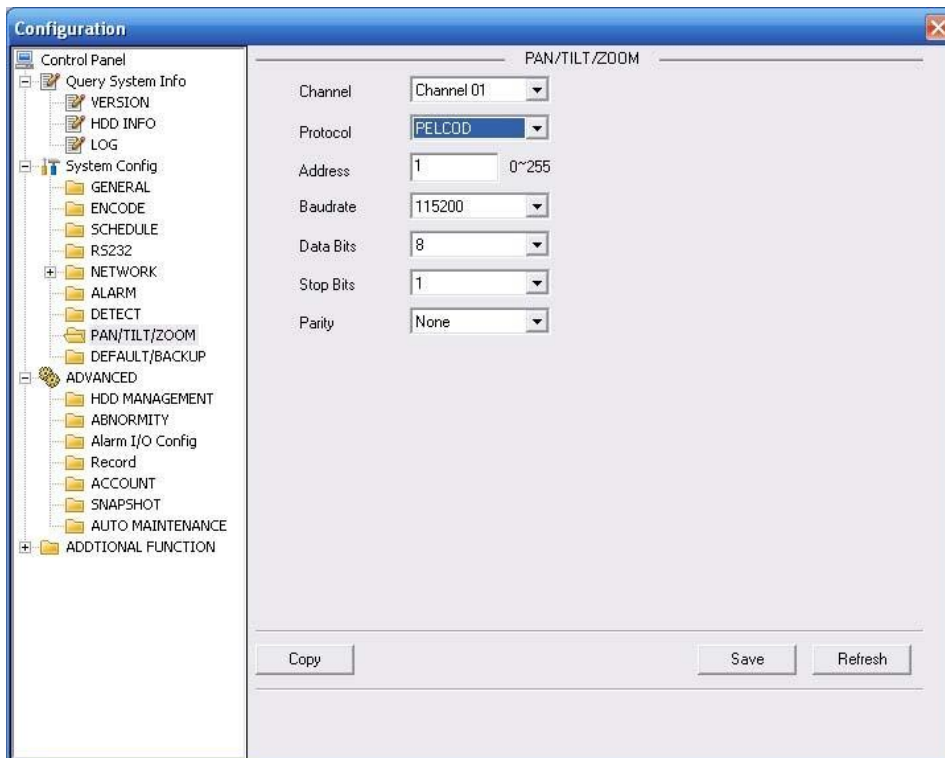 Configuration
Control Panel
Query System Info
VERSION
HDD INFO
LOG
System Config
GENERAL
ENCODE
SCHEDULE
RS232
NETWORK
ALARM
DETECT
PAN/TILT/ZOOM
DEFAULT/BACKUP
ADVANCED
HDD MANAGEMENT
ABNORMITY
Alarm I/O Config
Record
ACCOUNT
SNAPSHOT
AUTO MAINTENANCE
ADDTIONAL FUNCTION
PAN/TILT/ZOOM
Channel Channel 01
Protocol PELCOD
Address 1 0~255
Baudrate 115200
Data Bits 8
Stop Bits 1
Parity None
Copy Save Refresh